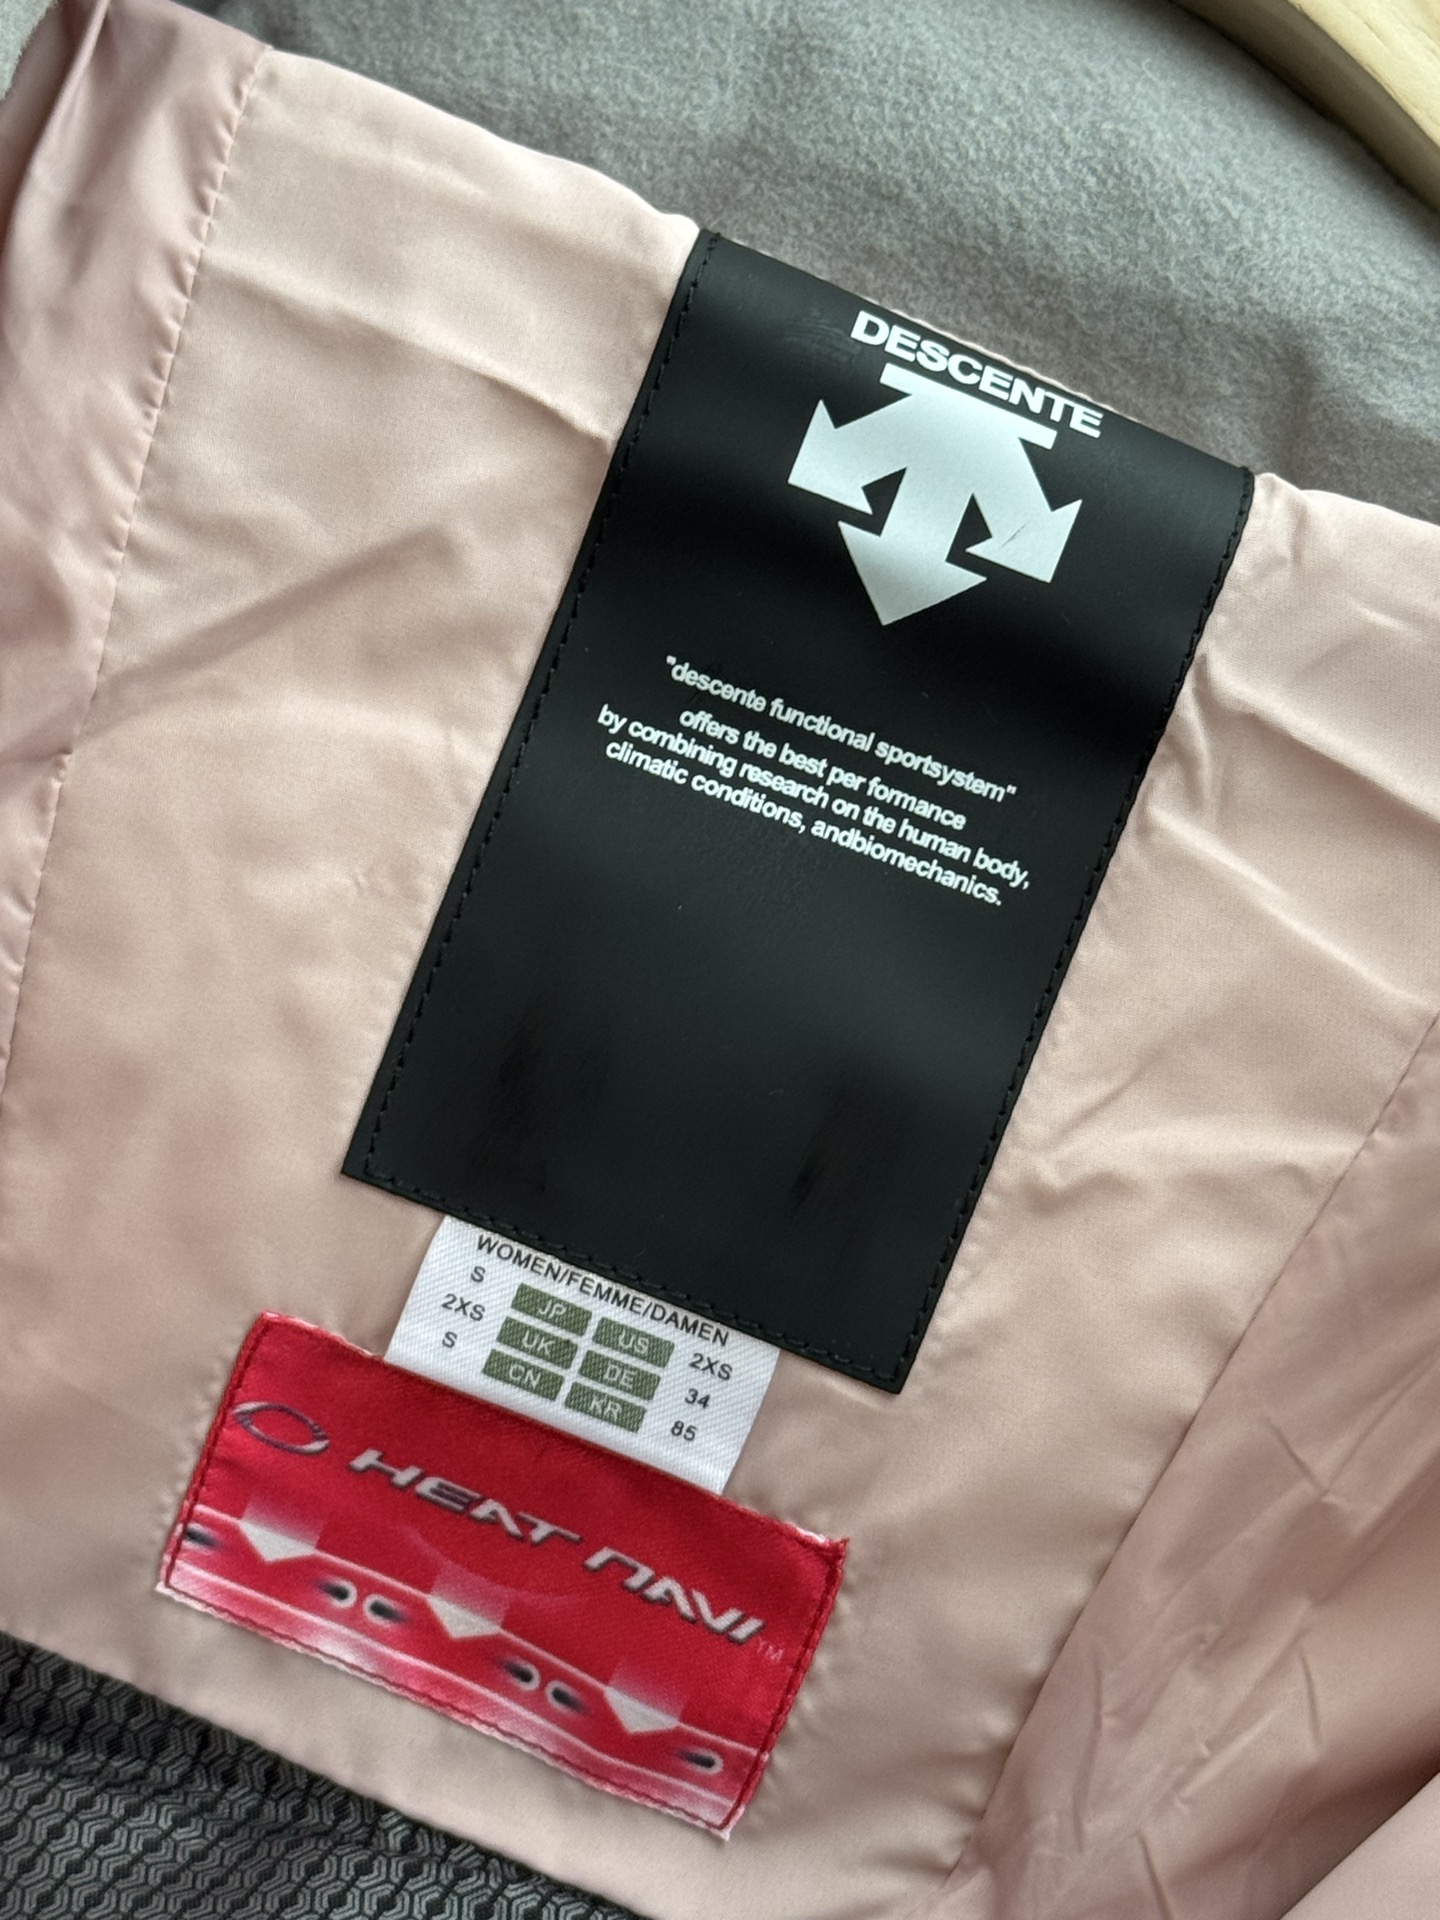 DESCENTE
"descente functional sportsystem"
offers the best per formance
by combining research on the human body,
climatic conditions, andbiomechanics.
WOMEN/FEMME/DAMEN
S JP US 2XS
2XS UK DE 34
S CN KR 85
HEAT NAVI TM